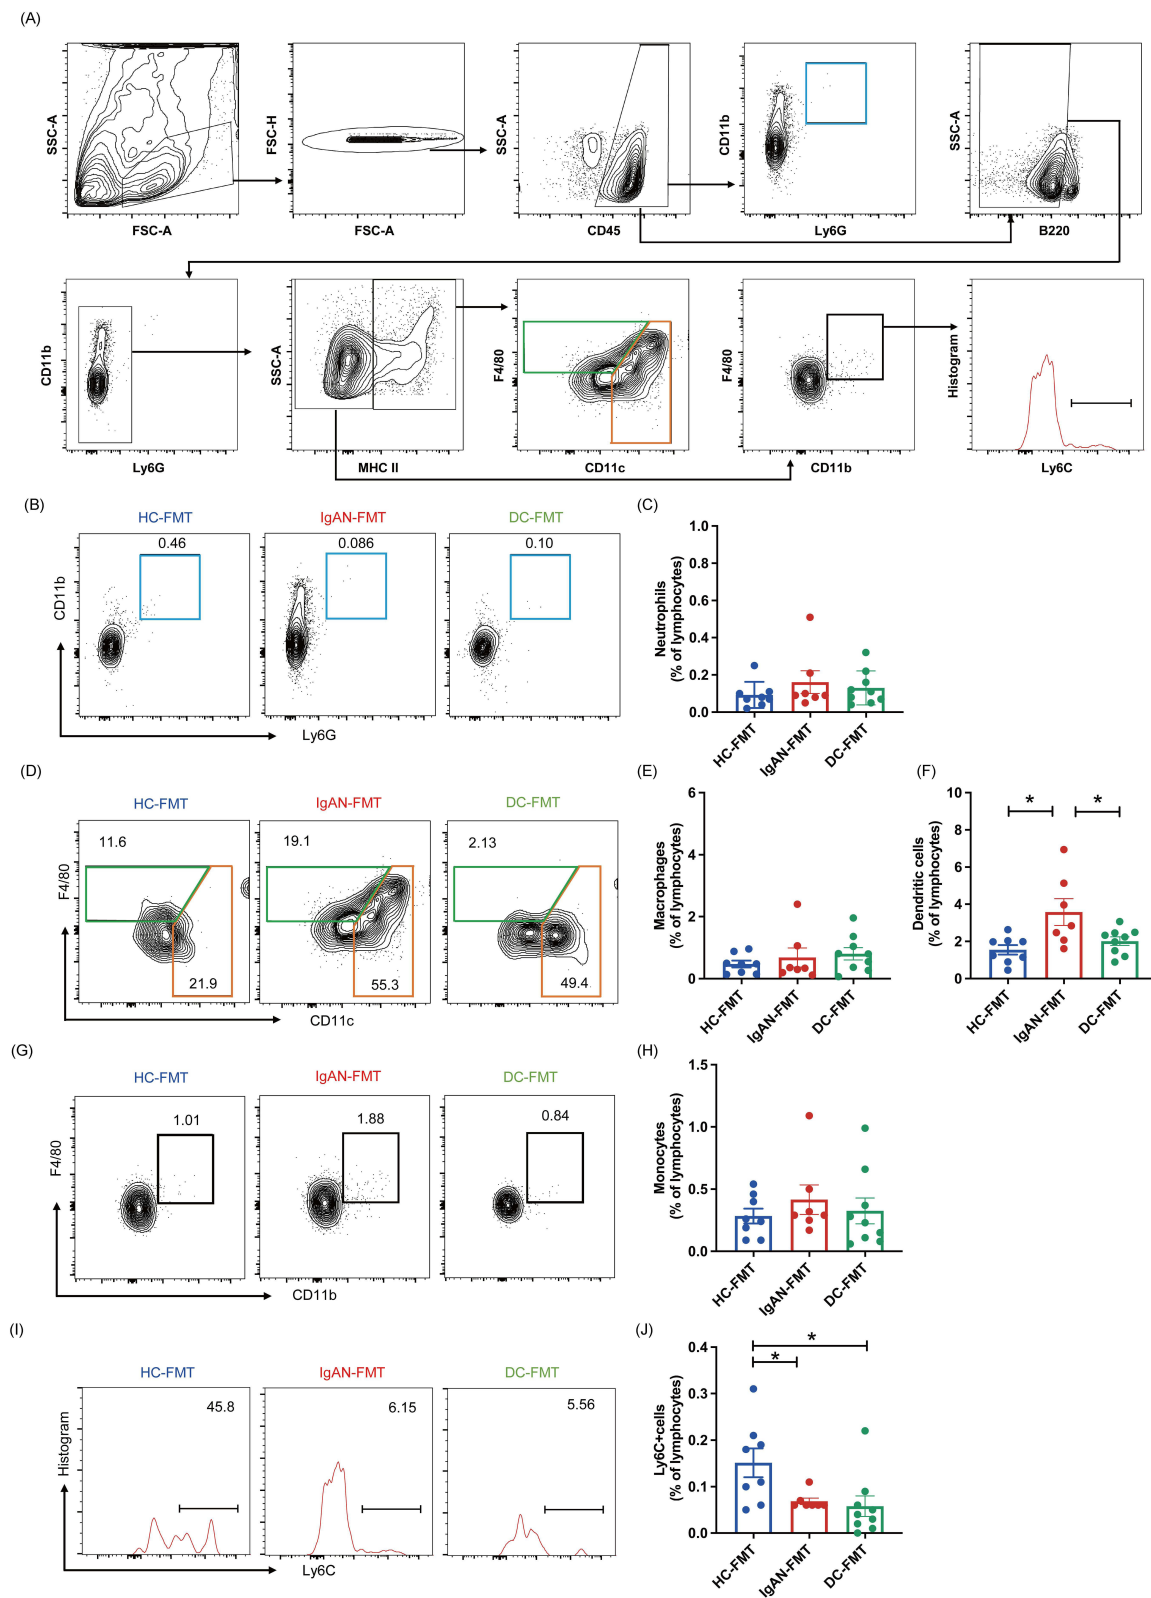 (A)
SSC-A
FSC-A
FSC-H
FSC-A
SSC-A
CD45
CD11b
Ly6G
SSC-A
B220
CD11b
Ly6G
SSC-A
MHC II
F4/80
CD11c
F4/80
CD11b
Histogram
Ly6C
(B)
HC-FMT
IgAN-FMT
DC-FMT
0.46
0.086
0.10
CD11b
Ly6G
(C)
1.0
0.8
0.6
0.4
0.2
0.0
Neutrophils
(% of lymphocytes)
HC-FMT
IgAN-FMT
DC-FMT
(D)
HC-FMT
IgAN-FMT
DC-FMT
11.6
19.1
2.13
21.9
55.3
49.4
F4/80
CD11c
(E)
6
4
2
0
Macrophages
(% of lymphocytes)
HC-FMT
IgAN-FMT
DC-FMT
(F)
10
8
6
4
2
0
Dendritic cells
(% of lymphocytes)
* *
HC-FMT
IgAN-FMT
DC-FMT
(G)
HC-FMT
IgAN-FMT
DC-FMT
1.01
1.88
0.84
F4/80
CD11b
(H)
1.5
1.0
0.5
0.0
Monocytes
(% of lymphocytes)
HC-FMT
IgAN-FMT
DC-FMT
(I)
HC-FMT
IgAN-FMT
DC-FMT
45.8
6.15
5.56
Histogram
Ly6C
(J)
0.4
0.3
0.2
0.1
0.0
Ly6C+cells
(% of lymphocytes)
*
*
HC-FMT
IgAN-FMT
DC-FMT